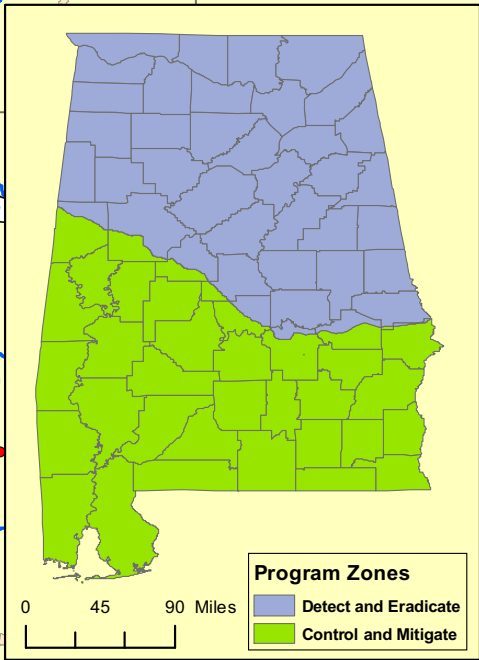 Program Zones
Detect and Eradicate
Control and Mitigate
0 45 90 Miles